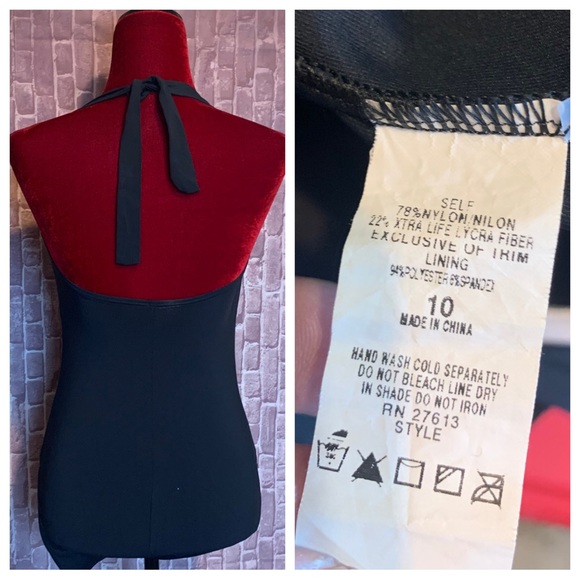 SELF
78%NYLON/NILON
22% XTRA LIFE LYCRA FIBER
EXCLUSIVE OF TRIM
LINING
94%POLYESTER 6%SPANDEX
10
MADE IN CHINA
HAND WASH COLD SEPARATELY
DO NOT BLEACH LINE DRY
IN SHADE DO NOT IRON
RN 27613
STYLE